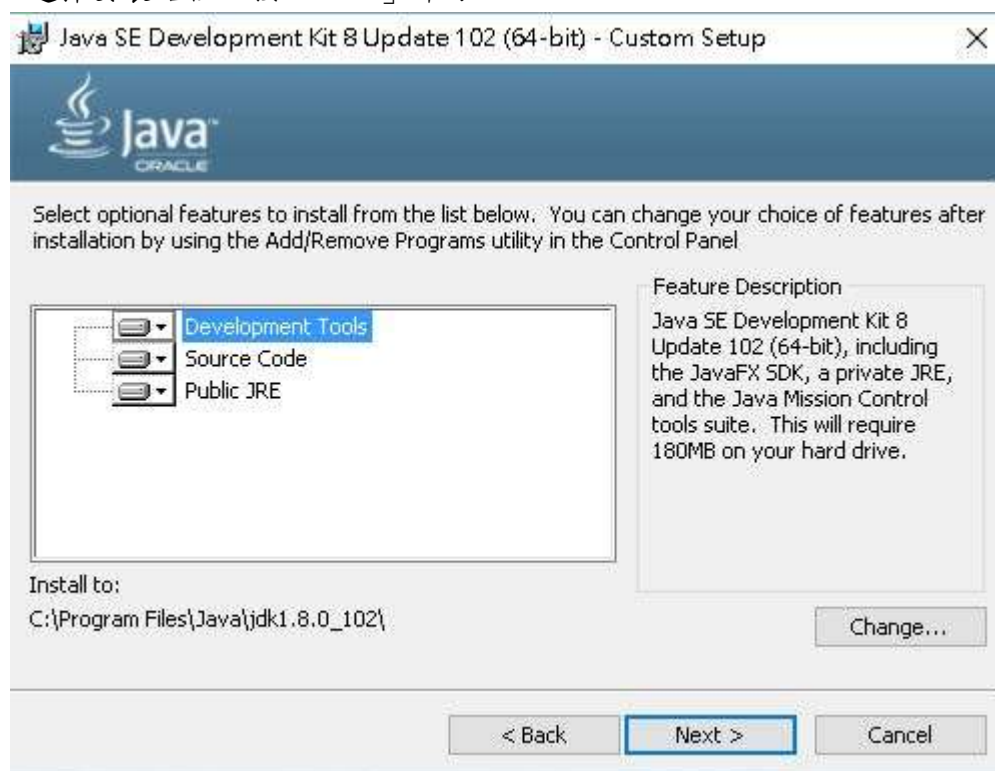 Java SE Development Kit 8 Update 102 (64-bit) - Custom Setup
Java™
ORACLE
Select optional features to install from the list below. You can change your choice of features after
installation by using the Add/Remove Programs utility in the Control Panel
Development Tools
Source Code
Public JRE
Feature Description
Java SE Development Kit 8
Update 102 (64-bit), including
the JavaFX SDK, a private JRE,
and the Java Mission Control
tools suite. This will require
180MB on your hard drive.
Install to:
C:\Program Files\Java\jdk1.8.0_102\
Change...
< Back
Next >
Cancel